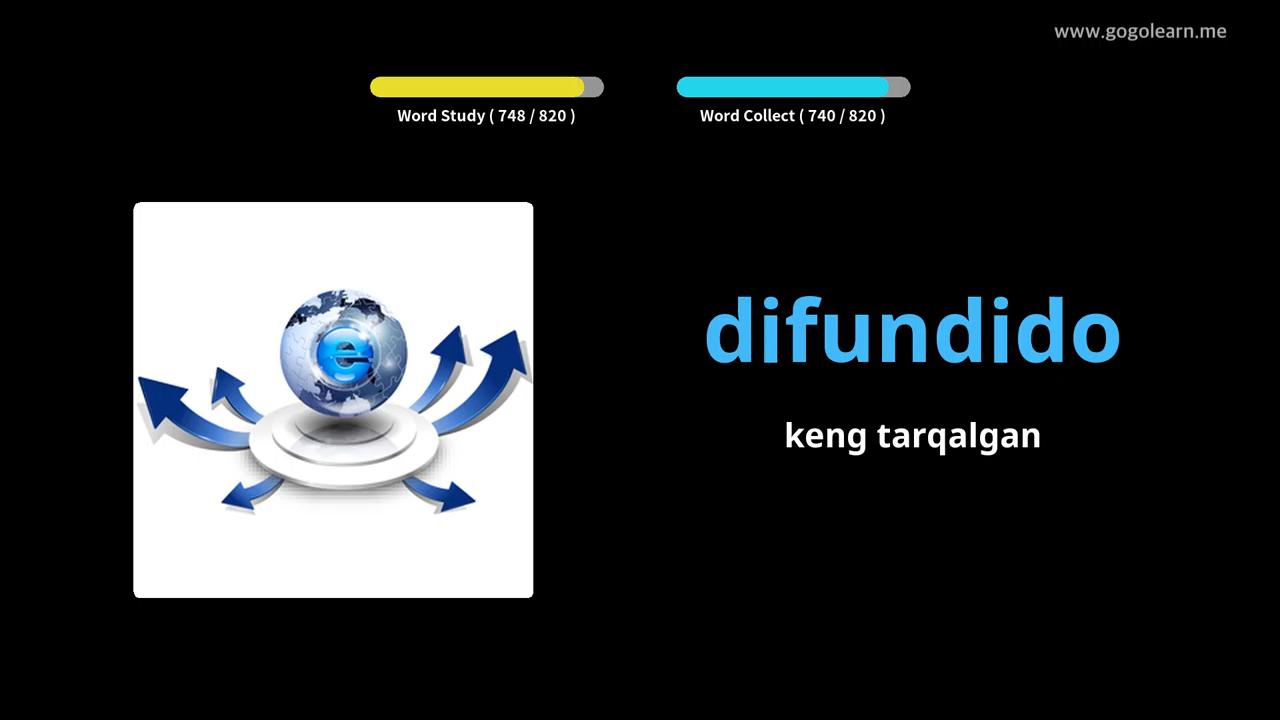 www.gogolearn.me
Word Study ( 748 / 820 )
Word Collect ( 740 / 820 )
e
difundido
keng tarqalgan